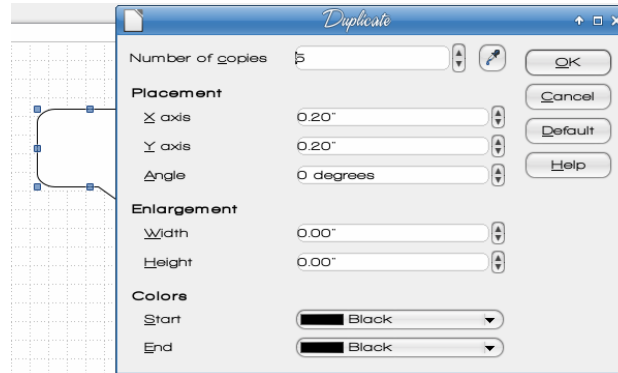 Duplicate
Number of copies 5 OK
Placement Cancel
X axis 0.20"
Y axis 0.20" Default
Angle 0 degrees Help
Enlargement
Width 0.00"
Height 0.00"
Colors
Start Black
End Black